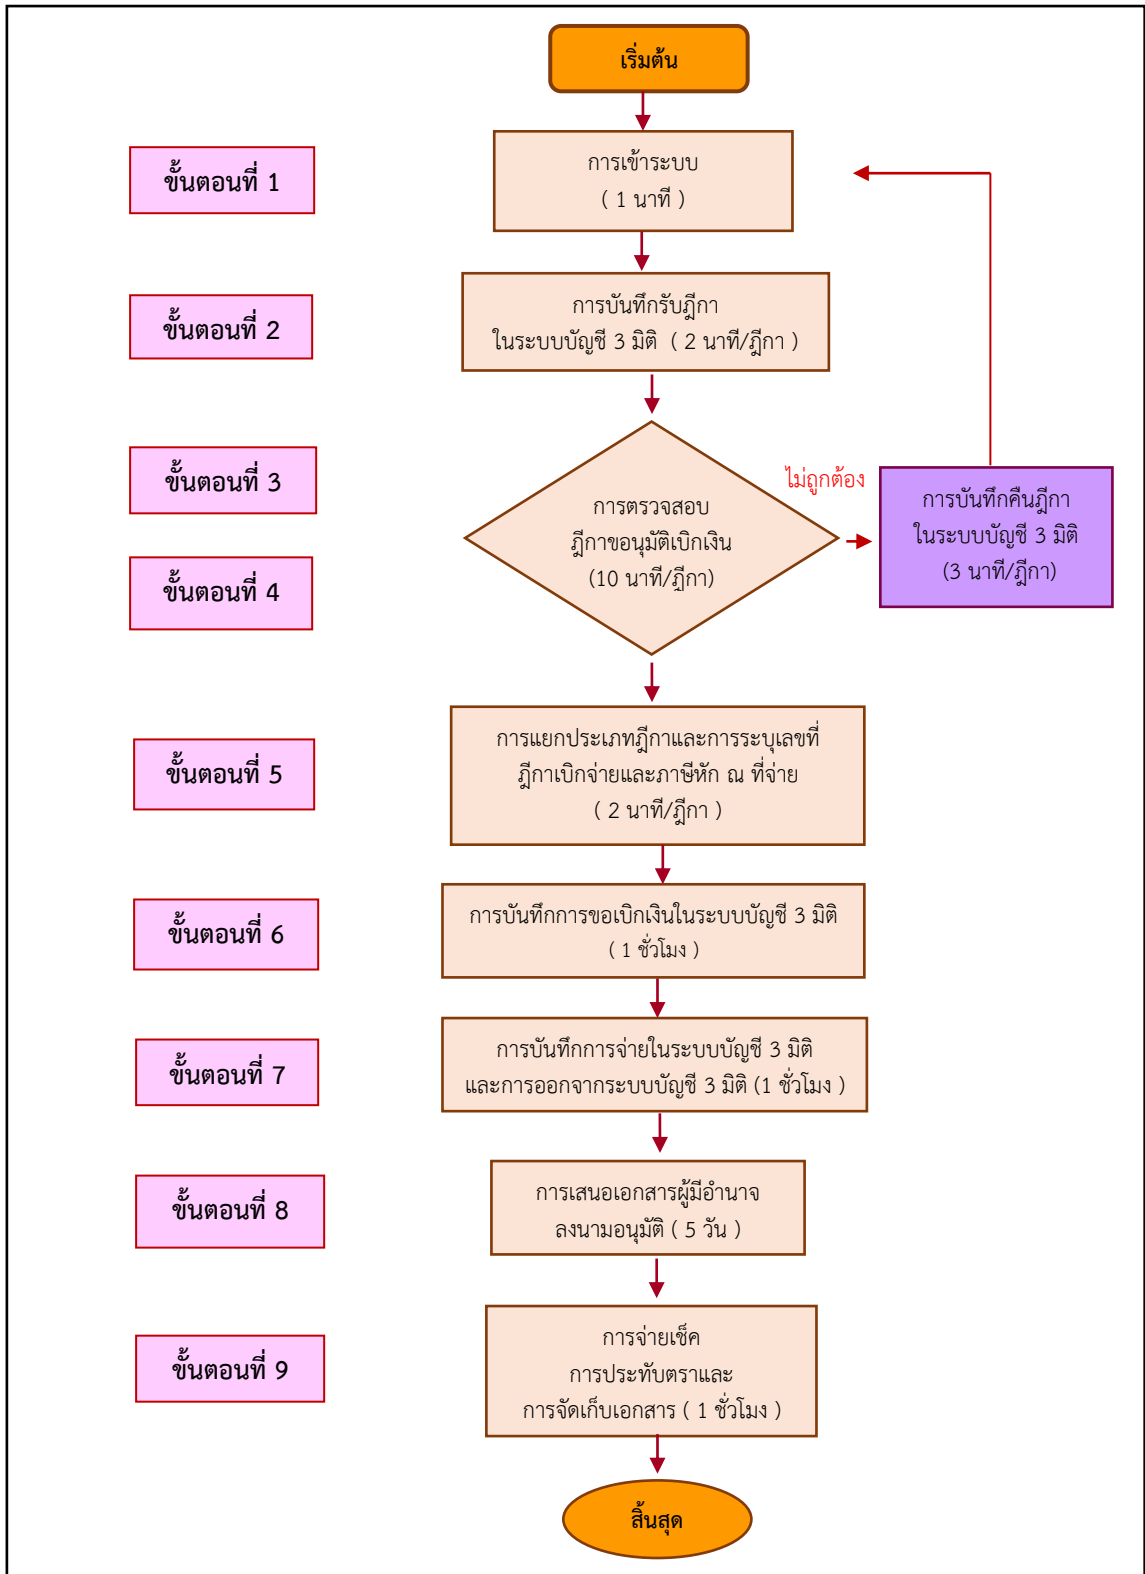 เริ่มต้น
ขั้นตอนที่ 1
การเข้าระบบ
( 1 นาที )
ขั้นตอนที่ 2
การบันทึกรับฎีกา
ในระบบบัญชี 3 มิติ ( 2 นาที/ฎีกา )
ขั้นตอนที่ 3
การตรวจสอบ
ฎีกาขอนุมัติเบิกเงิน
(10 นาที/ฏีกา)
ไม่ถูกต้อง
ขั้นตอนที่ 4
การบันทึกคืนฎีกา
ในระบบบัญชี 3 มิติ
(3 นาที/ฎีกา)
ขั้นตอนที่ 5
การแยกประเภทฎีกาและการระบุเลขที่
ฎีกาเบิกจ่ายและภาษีหัก ณ ที่จ่าย
( 2 นาที/ฎีกา )
ขั้นตอนที่ 6
การบันทึกการขอเบิกเงินในระบบบัญชี 3 มิติ
( 1 ชั่วโมง )
ขั้นตอนที่ 7
การบันทึกการจ่ายในระบบบัญชี 3 มิติ
และการออกจากระบบบัญชี 3 มิติ (1 ชั่วโมง )
ขั้นตอนที่ 8
การเสนอเอกสารผู้มีอำนาจ
ลงนามอนุมัติ ( 5 วัน )
ขั้นตอนที่ 9
การจ่ายเช็ค
การประทับตราและ
การจัดเก็บเอกสาร ( 1 ชั่วโมง )
สิ้นสุด